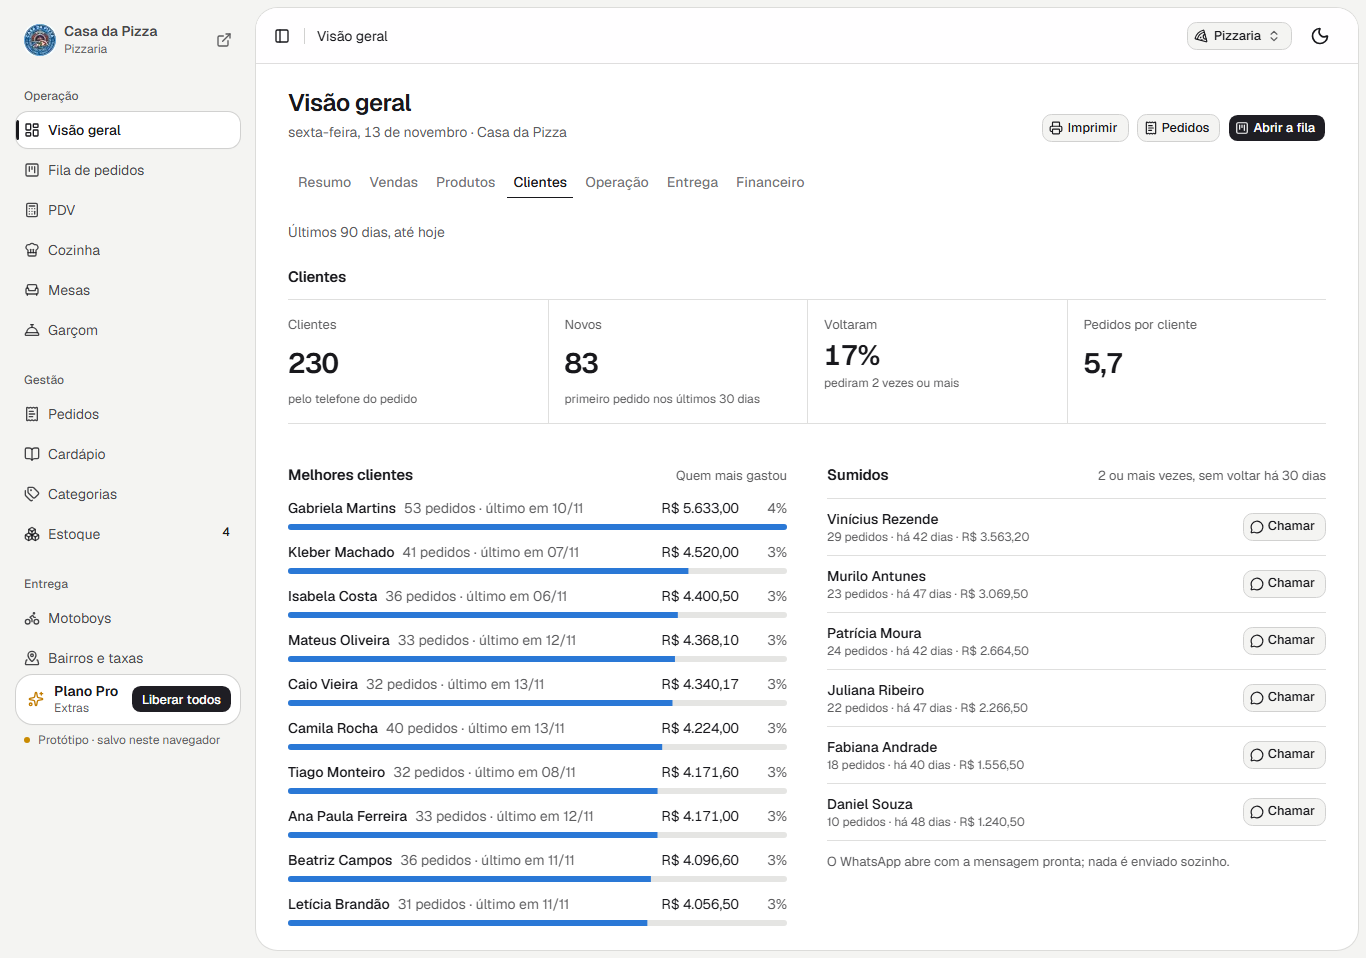 Casa da Pizza
Pizzaria
Operação
Visão geral
Fila de pedidos
PDV
Cozinha
Mesas
Garçom
Gestão
Pedidos
Cardápio
Categorias
Estoque 4
Entrega
Motoboys
Bairros e taxas
Plano Pro
Extras
Liberar todos
Protótipo · salvo neste navegador
Visão geral
Pizzaria
Visão geral
sexta-feira, 13 de novembro · Casa da Pizza
Imprimir
Pedidos
Abrir a fila
Resumo Vendas Produtos Clientes Operação Entrega Financeiro
Últimos 90 dias, até hoje
Clientes
Clientes
230
pelo telefone do pedido
Novos
83
primeiro pedido nos últimos 30 dias
Voltaram
17%
pediram 2 vezes ou mais
Pedidos por cliente
5,7
Melhores clientes Quem mais gastou
Gabriela Martins 53 pedidos · último em 10/11 R$ 5.633,00 4%
Kleber Machado 41 pedidos · último em 07/11 R$ 4.520,00 3%
Isabela Costa 36 pedidos · último em 06/11 R$ 4.400,50 3%
Mateus Oliveira 33 pedidos · último em 12/11 R$ 4.368,10 3%
Caio Vieira 32 pedidos · último em 13/11 R$ 4.340,17 3%
Camila Rocha 40 pedidos · último em 13/11 R$ 4.224,00 3%
Tiago Monteiro 32 pedidos · último em 08/11 R$ 4.171,60 3%
Ana Paula Ferreira 33 pedidos · último em 12/11 R$ 4.171,00 3%
Beatriz Campos 36 pedidos · último em 11/11 R$ 4.096,60 3%
Letícia Brandão 31 pedidos · último em 11/11 R$ 4.056,50 3%
Sumidos 2 ou mais vezes, sem voltar há 30 dias
Vinícius Rezende
29 pedidos · há 42 dias · R$ 3.563,20
Chamar
Murilo Antunes
23 pedidos · há 47 dias · R$ 3.069,50
Chamar
Patrícia Moura
24 pedidos · há 42 dias · R$ 2.664,50
Chamar
Juliana Ribeiro
22 pedidos · há 47 dias · R$ 2.266,50
Chamar
Fabiana Andrade
18 pedidos · há 40 dias · R$ 1.556,50
Chamar
Daniel Souza
10 pedidos · há 48 dias · R$ 1.240,50
Chamar
O WhatsApp abre com a mensagem pronta; nada é enviado sozinho.